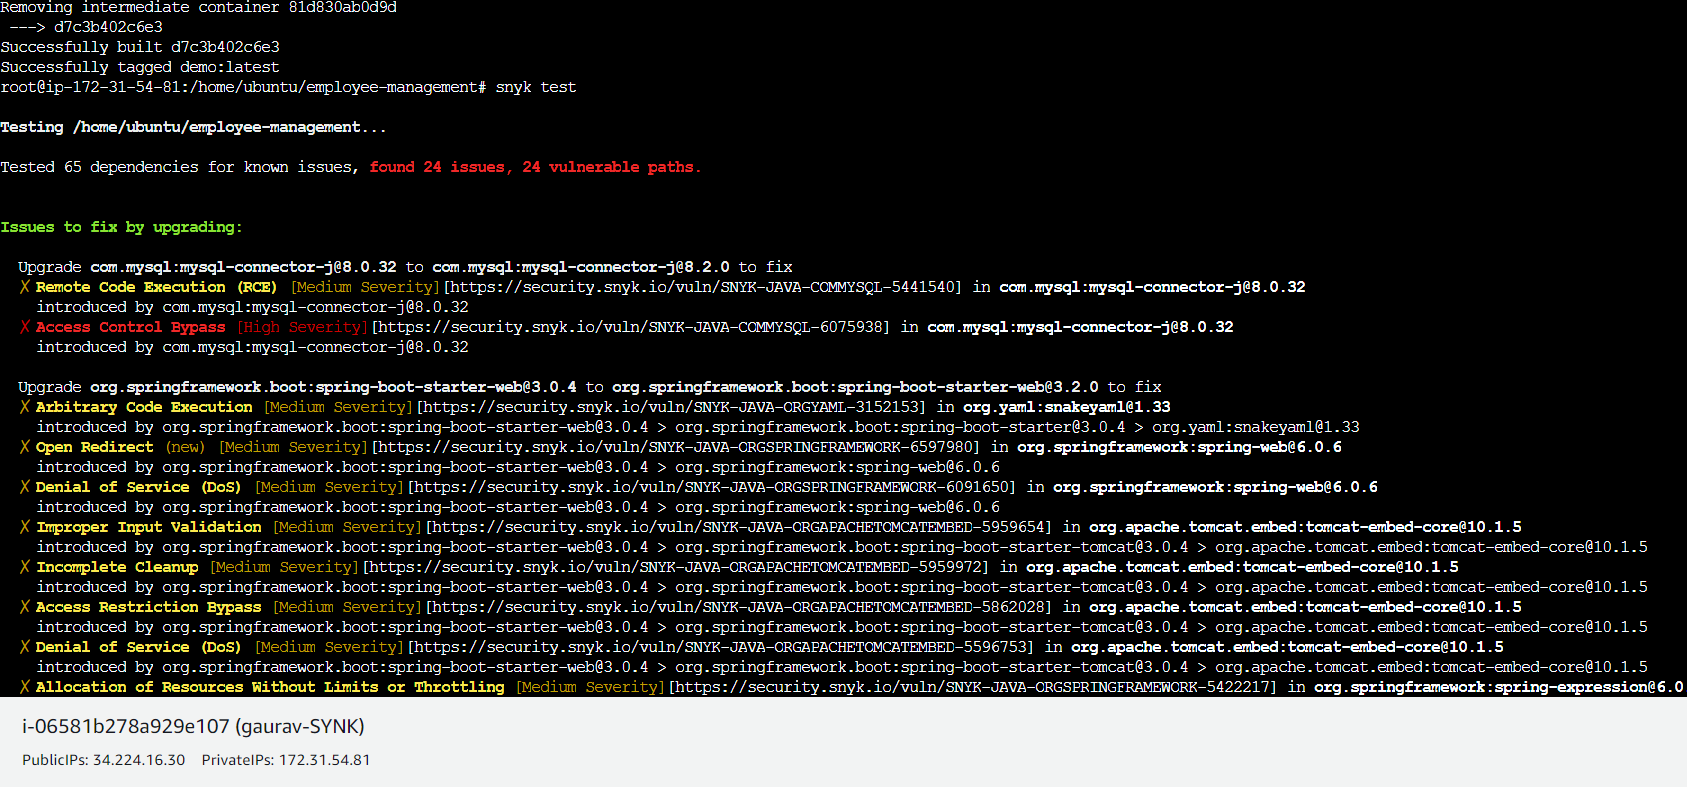 Removing intermediate container 81d830ab0d9d
---> d7c3b402c6e3
Successfully built d7c3b402c6e3
Successfully tagged demo:latest
root@ip-172-31-54-81:/home/ubuntu/employee-management# snyk test
Testing /home/ubuntu/employee-management...
Tested 65 dependencies for known issues, found 24 issues, 24 vulnerable paths.
Issues to fix by upgrading:
Upgrade com.mysql:mysql-connector-j@8.0.32 to com.mysql:mysql-connector-j@8.2.0 to fix
✗ Remote Code Execution (RCE) [Medium Severity][https://security.snyk.io/vuln/SNYK-JAVA-COMMYSQL-5441540] in com.mysql:mysql-connector-j@8.0.32
introduced by com.mysql:mysql-connector-j@8.0.32
✗ Access Control Bypass [High Severity][https://security.snyk.io/vuln/SNYK-JAVA-COMMYSQL-6075938] in com.mysql:mysql-connector-j@8.0.32
introduced by com.mysql:mysql-connector-j@8.0.32
Upgrade org.springframework.boot:spring-boot-starter-web@3.0.4 to org.springframework.boot:spring-boot-starter-web@3.2.0 to fix
✗ Arbitrary Code Execution [Medium Severity][https://security.snyk.io/vuln/SNYK-JAVA-ORGYAML-3152153] in org.yaml:snakeyaml@1.33
introduced by org.springframework.boot:spring-boot-starter-web@3.0.4 > org.springframework.boot:spring-boot-starter@3.0.4 > org.yaml:snakeyaml@1.33
✗ Open Redirect (new) [Medium Severity][https://security.snyk.io/vuln/SNYK-JAVA-ORGSPRINGFRAMEWORK-6597980] in org.springframework:spring-web@6.0.6
introduced by org.springframework.boot:spring-boot-starter-web@3.0.4 > org.springframework:spring-web@6.0.6
✗ Denial of Service (DoS) [Medium Severity][https://security.snyk.io/vuln/SNYK-JAVA-ORGSPRINGFRAMEWORK-6091650] in org.springframework:spring-web@6.0.6
introduced by org.springframework.boot:spring-boot-starter-web@3.0.4 > org.springframework:spring-web@6.0.6
✗ Improper Input Validation [Medium Severity][https://security.snyk.io/vuln/SNYK-JAVA-ORGAPACHETOMCATEMBED-5959654] in org.apache.tomcat.embed:tomcat-embed-core@10.1.5
introduced by org.springframework.boot:spring-boot-starter-web@3.0.4 > org.springframework.boot:spring-boot-starter-tomcat@3.0.4 > org.apache.tomcat.embed:tomcat-embed-core@10.1.5
✗ Incomplete Cleanup [Medium Severity][https://security.snyk.io/vuln/SNYK-JAVA-ORGAPACHETOMCATEMBED-5959972] in org.apache.tomcat.embed:tomcat-embed-core@10.1.5
introduced by org.springframework.boot:spring-boot-starter-web@3.0.4 > org.springframework.boot:spring-boot-starter-tomcat@3.0.4 > org.apache.tomcat.embed:tomcat-embed-core@10.1.5
✗ Access Restriction Bypass [Medium Severity][https://security.snyk.io/vuln/SNYK-JAVA-ORGAPACHETOMCATEMBED-5862028] in org.apache.tomcat.embed:tomcat-embed-core@10.1.5
introduced by org.springframework.boot:spring-boot-starter-web@3.0.4 > org.springframework.boot:spring-boot-starter-tomcat@3.0.4 > org.apache.tomcat.embed:tomcat-embed-core@10.1.5
✗ Denial of Service (DoS) [Medium Severity][https://security.snyk.io/vuln/SNYK-JAVA-ORGAPACHETOMCATEMBED-5596753] in org.apache.tomcat.embed:tomcat-embed-core@10.1.5
introduced by org.springframework.boot:spring-boot-starter-web@3.0.4 > org.springframework.boot:spring-boot-starter-tomcat@3.0.4 > org.apache.tomcat.embed:tomcat-embed-core@10.1.5
✗ Allocation of Resources Without Limits or Throttling [Medium Severity][https://security.snyk.io/vuln/SNYK-JAVA-ORGSPRINGFRAMEWORK-5422217] in org.springframework:spring-expression@6.0
i-06581b278a929e107 (gaurav-SYNK)
PublicIPs: 34.224.16.30 PrivateIPs: 172.31.54.81